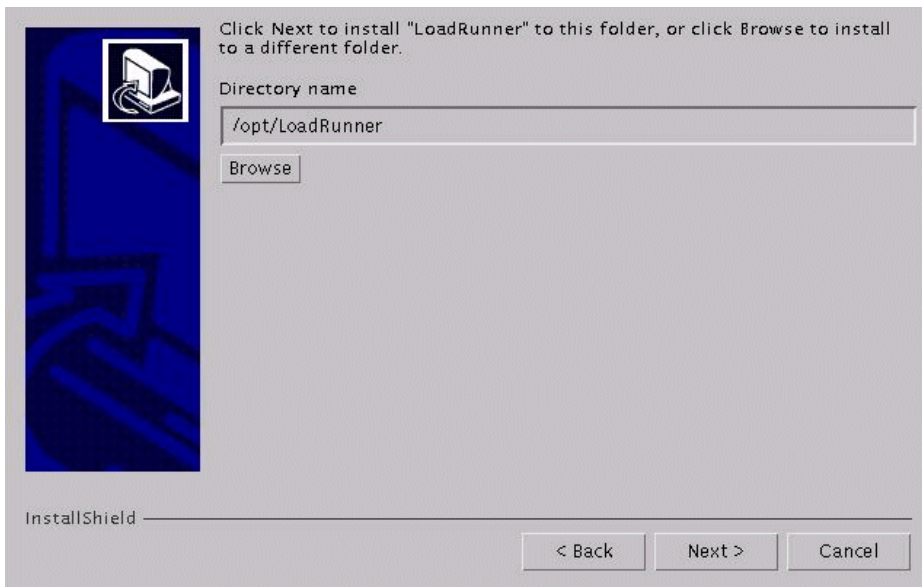 Click Next to install "LoadRunner" to this folder, or click Browse to install
to a different folder.
Directory name
/opt/LoadRunner
Browse
InstallShield
< Back
Next >
Cancel